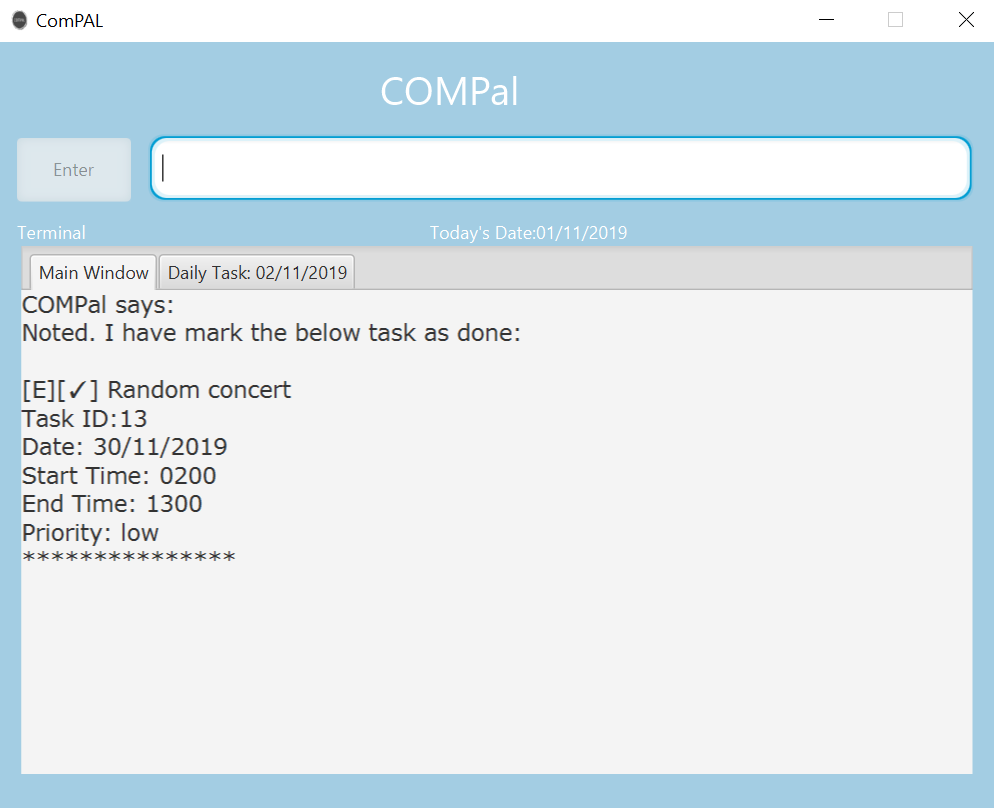 ComPAL
COMPal
Enter
Terminal
Today's Date:01/11/2019
Main Window
Daily Task: 02/11/2019
COMPal says:
Noted. I have mark the below task as done:
[E][✓] Random concert
Task ID:13
Date: 30/11/2019
Start Time: 0200
End Time: 1300
Priority: low
***************